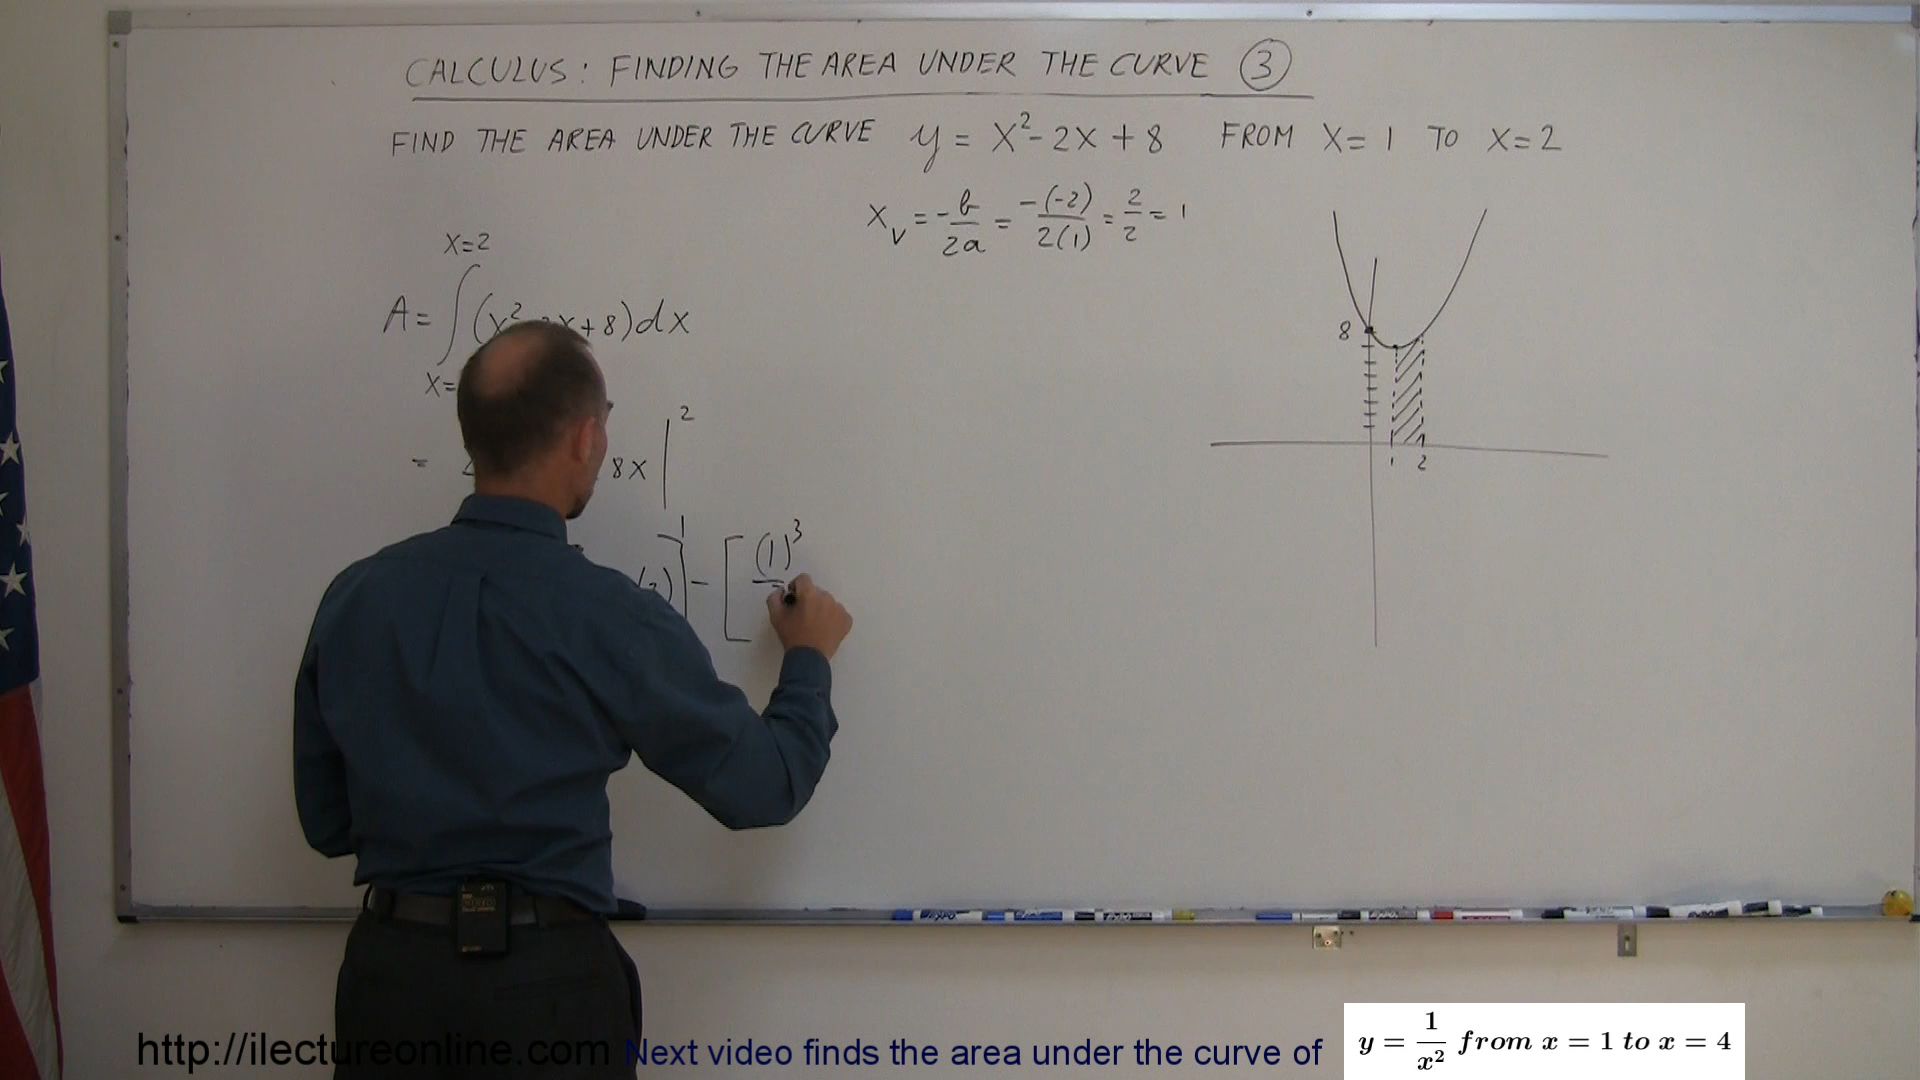 CALCULUS: FINDING THE AREA UNDER THE CURVE ③
FIND THE AREA UNDER THE CURVE y = x²-2x+8 FROM X=1 TO X=2
x_v = -b/2a = -(-2)/2(1) = 2/2 = 1
X=2
A= ∫(x² 2x+8)dx
X=
8
= 8x |²
1
1 2
(2)] - [(1)³
http://ilectureonline.com Next video finds the area under the curve of y = 1/x² from x = 1 to x = 4